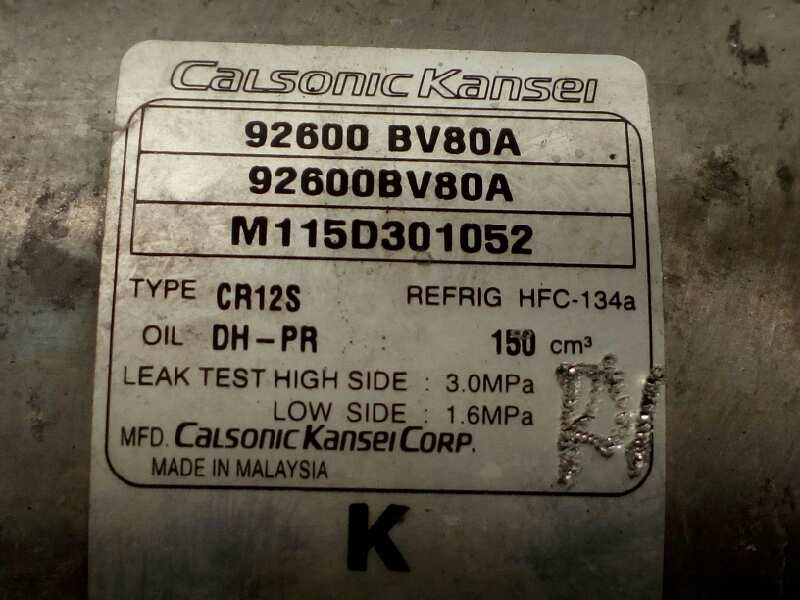 CALSONIC KANSEI
92600 BV80A
92600BV80A
M115D301052
TYPE CR12S REFRIG HFC-134a
OIL DH-PR 150 cm³
LEAK TEST HIGH SIDE : 3.0MPa
LOW SIDE : 1.6MPa
MFD. CALSONIC KANSEI CORP.
MADE IN MALAYSIA
K